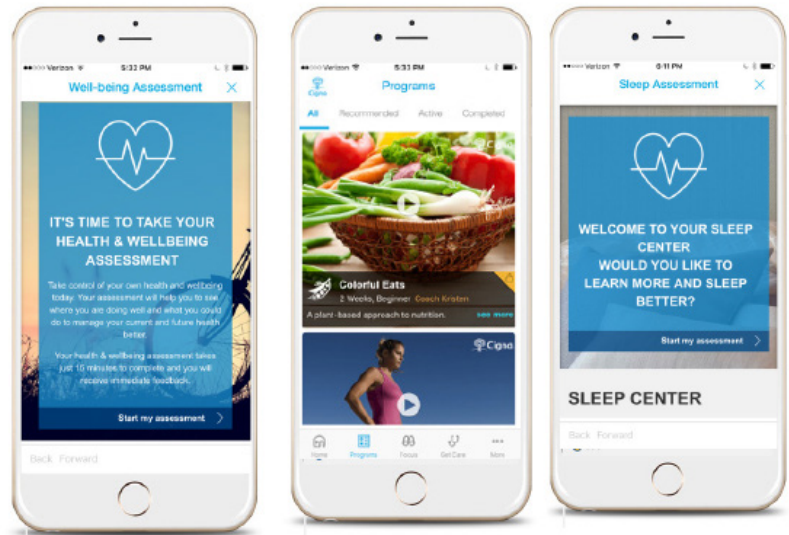 Verizon 5:33 PM
Well-being Assessment
IT'S TIME TO TAKE YOUR
HEALTH & WELLBEING
ASSESSMENT
Take control of your own health and wellbeing
today. Your assessment will help you to see
where you are doing well and what you could
do to manage your current and future health
better.
Your health & wellbeing assessment takes
just 15 minutes to complete and you will
receive immediate feedback.
Start my assessment
Back Forward
Verizon 5:33 PM
Cigna
Programs
All Recommended Active Completed
Colorful Eats
2 Weeks, Beginner Coach Kristen
A plant-based approach to nutrition. see more
Cigna
Home Programs Focus Get Care More
Verizon 6:11 PM
Sleep Assessment
WELCOME TO YOUR SLEEP
CENTER
WOULD YOU LIKE TO
LEARN MORE AND SLEEP
BETTER?
Start my assessment
SLEEP CENTER
Back Forward